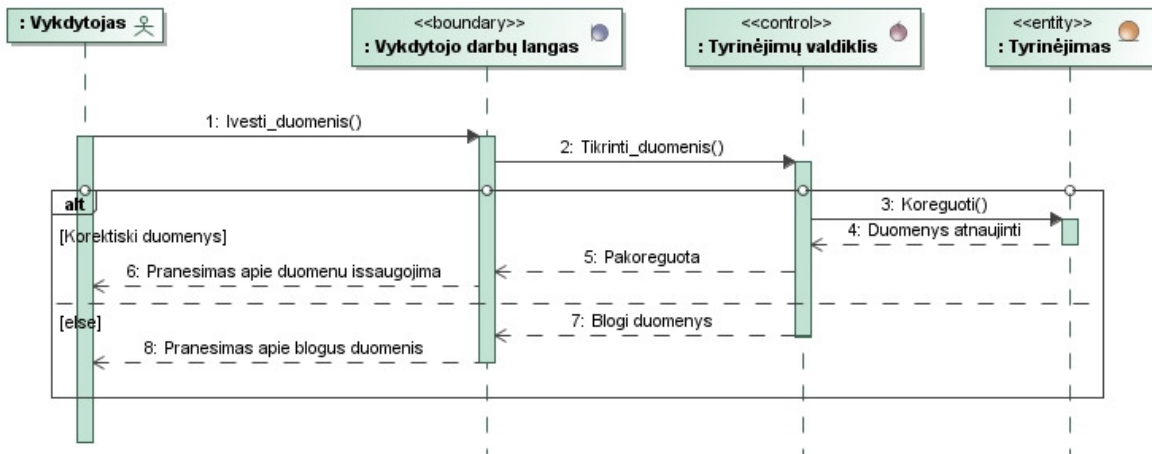 : Vykdytojas
<<boundary>>
: Vykdytojo darbų langas
<<control>>
: Tyrinėjimų valdiklis
<<entity>>
: Tyrinėjimas
1: Ivesti_duomenis()
2: Tikrinti_duomenis()
alt
3: Koreguoti()
[Korektiski duomenys]
4: Duomenys atnaujinti
5: Pakoreguota
6: Pranesimas apie duomenu issaugojima
[else]
7: Blogi duomenys
8: Pranesimas apie blogus duomenis